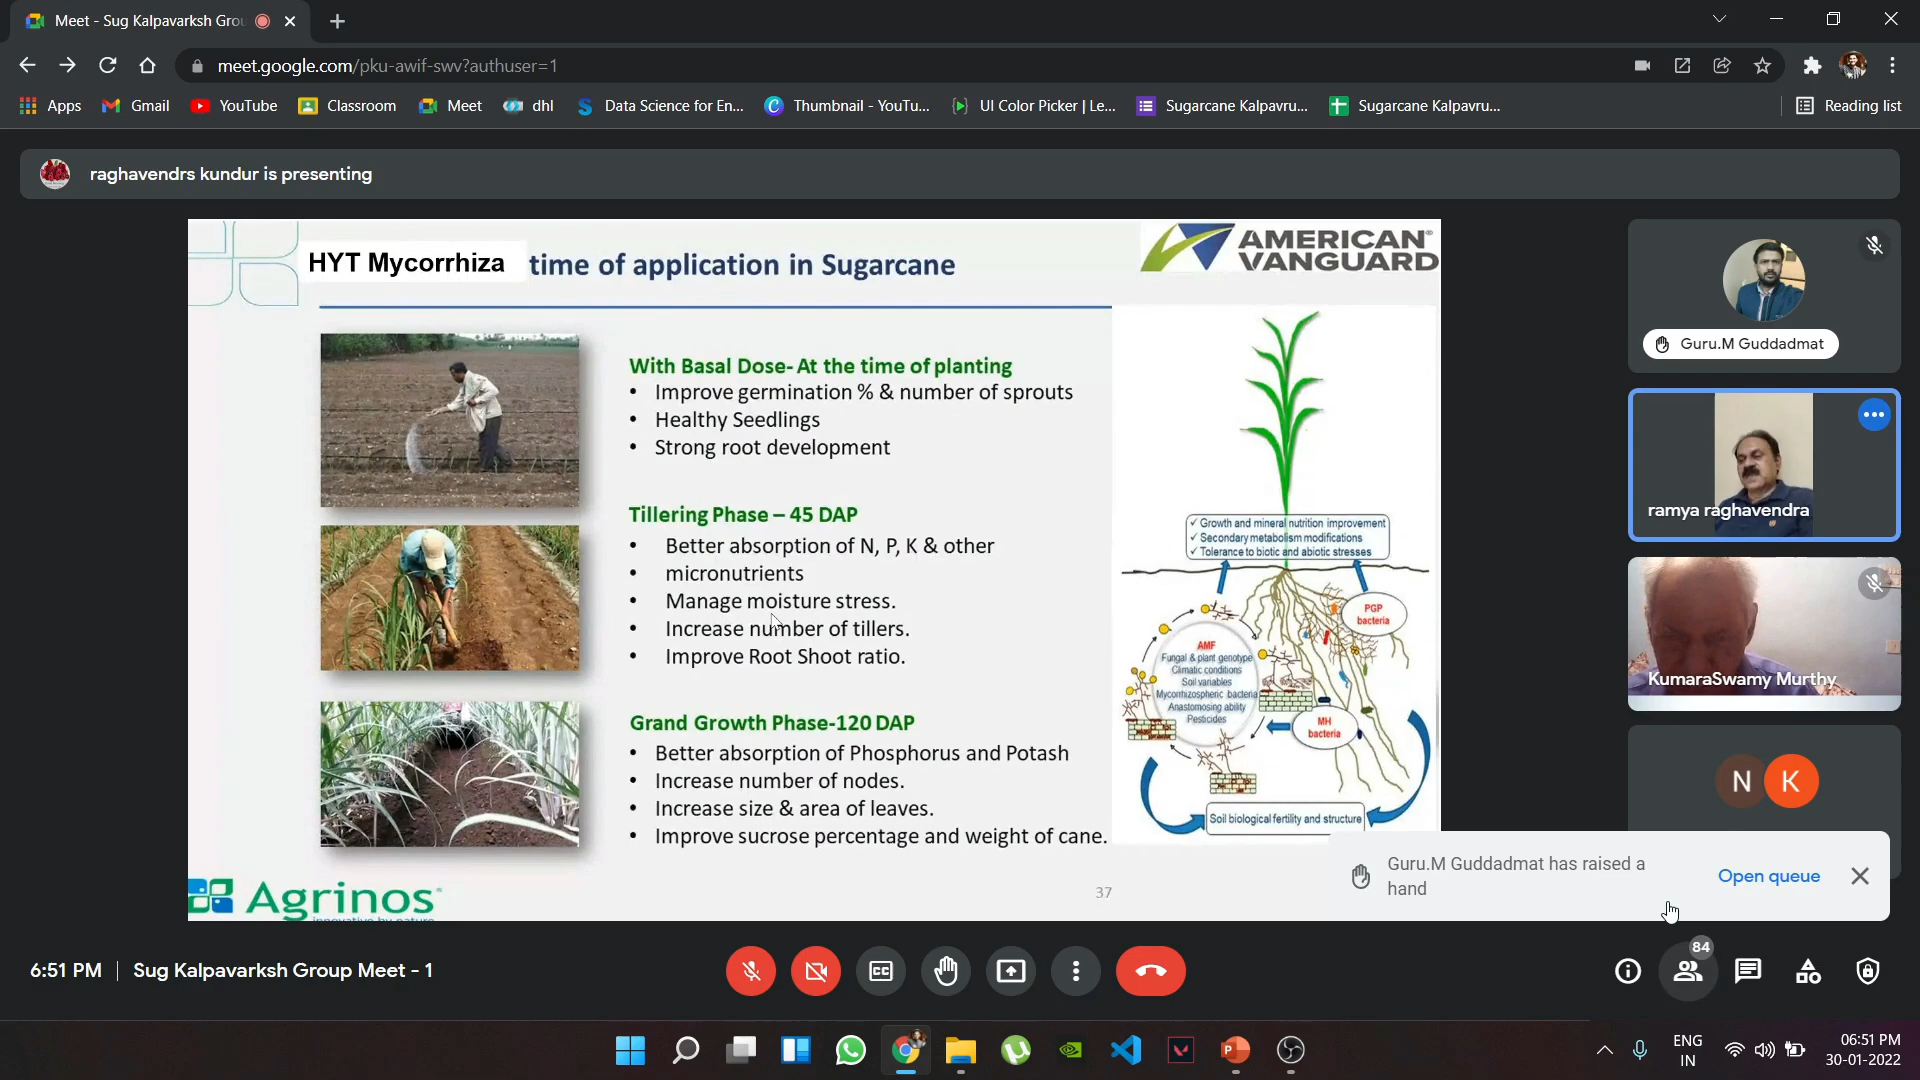 Meet - Sug Kalpavarksh Grou
meet.google.com/pku-awif-swv?authuser=1
Apps
Gmail
YouTube
Classroom
Meet
dhl
Data Science for En...
Thumbnail - YouTu...
UI Color Picker | Le...
Sugarcane Kalpavru...
Sugarcane Kalpavru...
Reading list
raghavendrs kundur is presenting
HYT Mycorrhiza time of application in Sugarcane
AMERICAN
VANGUARD
With Basal Dose- At the time of planting
• Improve germination % & number of sprouts
• Healthy Seedlings
• Strong root development
Tillering Phase – 45 DAP
• Better absorption of N, P, K & other
• micronutrients
• Manage moisture stress.
• Increase number of tillers.
• Improve Root Shoot ratio.
Grand Growth Phase-120 DAP
• Better absorption of Phosphorus and Potash
• Increase number of nodes.
• Increase size & area of leaves.
• Improve sucrose percentage and weight of cane.
✓ Growth and mineral nutrition improvement
✓ Secondary metabolism modifications
✓ Tolerance to biotic and abiotic stresses
PGP
bacteria
AMF
Fungal & plant genotype
Climatic conditions
Soil variables
Mycorrhizospheric bacteria
Anastomosing ability
Pesticides
MH
bacteria
Soil biological fertility and structure
Agrinos
innovative by nature
37
Guru.M Guddadmat
ramya raghavendra
KumaraSwamy Murthy
N K
Guru.M Guddadmat has raised a
hand
Open queue
6:51 PM | Sug Kalpavarksh Group Meet - 1
CC
84
ENG
IN
06:51 PM
30-01-2022